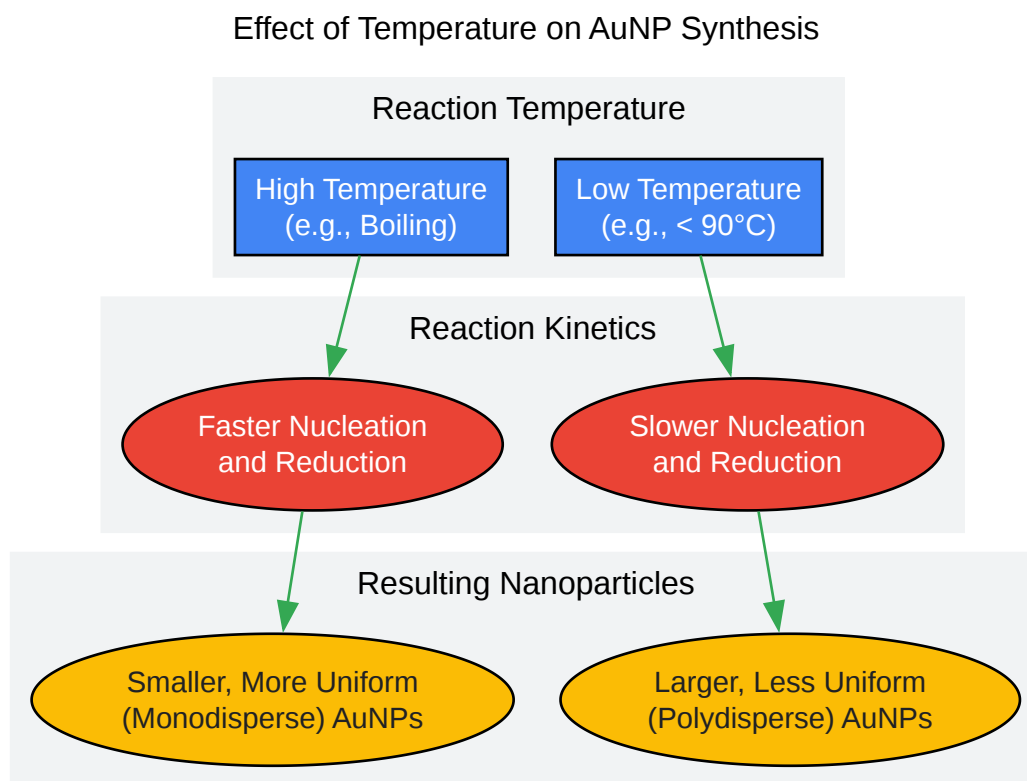 Effect of Temperature on AuNP Synthesis
Reaction Temperature
High Temperature
(e.g., Boiling)
Low Temperature
(e.g., < 90°C)
Reaction Kinetics
Faster Nucleation
and Reduction
Slower Nucleation
and Reduction
Resulting Nanoparticles
Smaller, More Uniform
(Monodisperse) AuNPs
Larger, Less Uniform
(Polydisperse) AuNPs